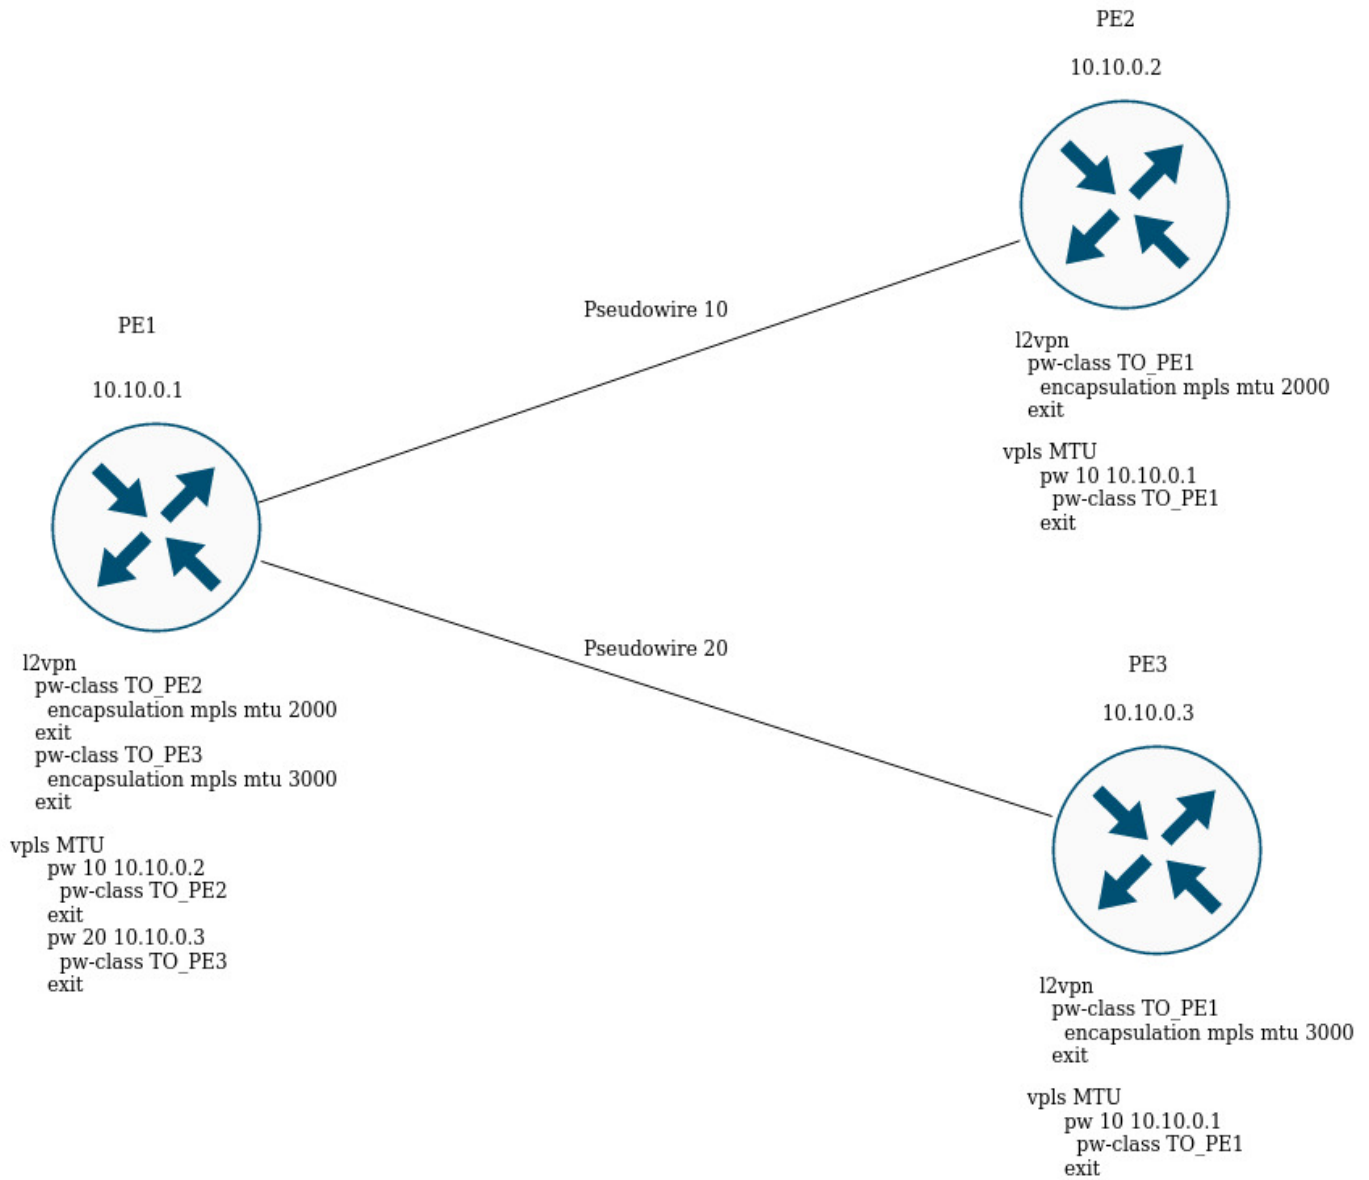 PE2
10.10.0.2
l2vpn
pw-class TO_PE1
encapsulation mpls mtu 2000
exit
vpls MTU
pw 10 10.10.0.1
pw-class TO_PE1
exit
Pseudowire 10
PE1
10.10.0.1
l2vpn
pw-class TO_PE2
encapsulation mpls mtu 2000
exit
pw-class TO_PE3
encapsulation mpls mtu 3000
exit
vpls MTU
pw 10 10.10.0.2
pw-class TO_PE2
exit
pw 20 10.10.0.3
pw-class TO_PE3
exit
Pseudowire 20
PE3
10.10.0.3
l2vpn
pw-class TO_PE1
encapsulation mpls mtu 3000
exit
vpls MTU
pw 10 10.10.0.1
pw-class TO_PE1
exit